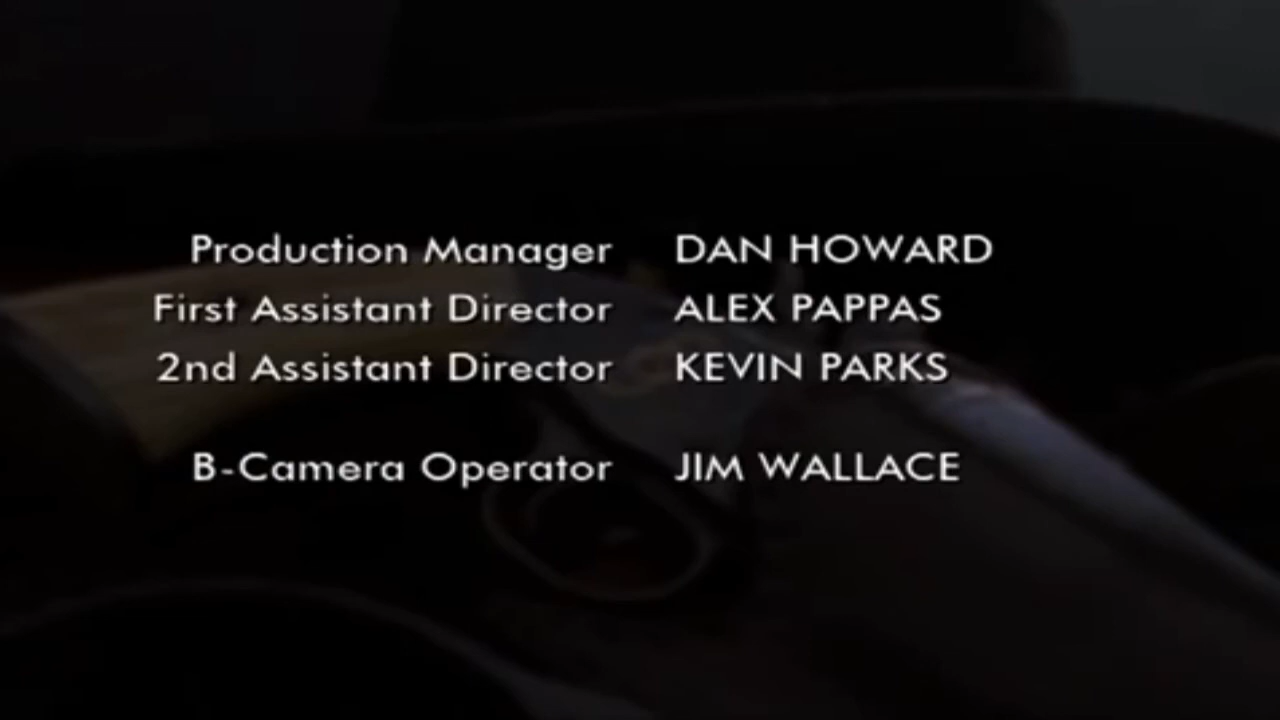 Production Manager DAN HOWARD
First Assistant Director ALEX PAPPAS
2nd Assistant Director KEVIN PARKS
B-Camera Operator JIM WALLACE